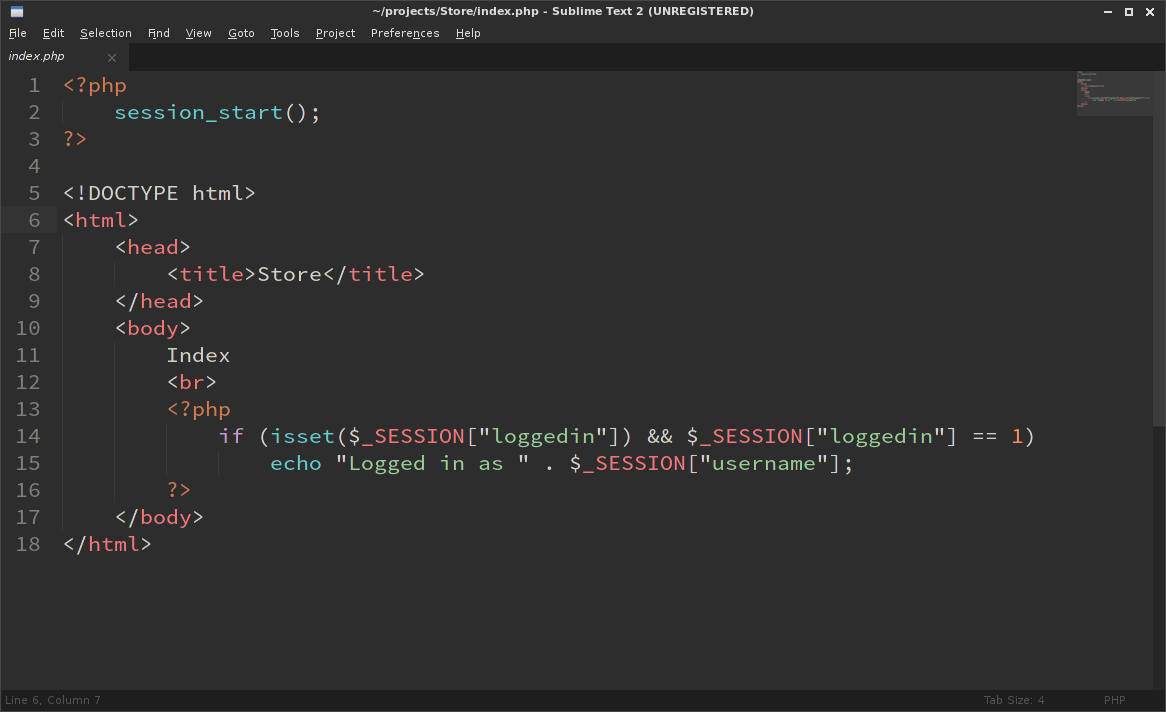 ~/projects/Store/index.php - Sublime Text 2 (UNREGISTERED)
File Edit Selection Find View Goto Tools Project Preferences Help
index.php
1 <?php
2     session_start();
3 ?>
4
5 <!DOCTYPE html>
6 <html>
7     <head>
8         <title>Store</title>
9     </head>
10     <body>
11         Index
12         <br>
13         <?php
14             if (isset($_SESSION["loggedin"]) && $_SESSION["loggedin"] == 1)
15                 echo "Logged in as " . $_SESSION["username"];
16         ?>
17     </body>
18 </html>
Line 6, Column 7 Tab Size: 4 PHP